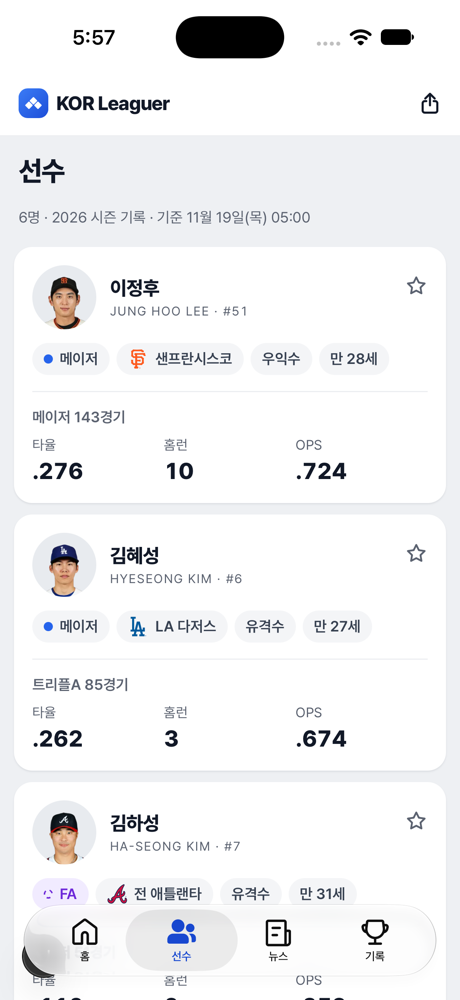 5:57
KOR Leaguer
선수
6명 · 2026 시즌 기록 · 기준 11월 19일(목) 05:00
이정후
JUNG HOO LEE · #51
메이저 샌프란시스코 우익수 만 28세
메이저 143경기
타율 홈런 OPS
.276 10 .724
김혜성
HYESEONG KIM · #6
메이저 LA 다저스 유격수 만 27세
트리플A 85경기
타율 홈런 OPS
.262 3 .674
김하성
HA-SEONG KIM · #7
FA 전 애틀랜타 유격수 만 31세
홈 선수 뉴스 기록
타율 홈런 OPS